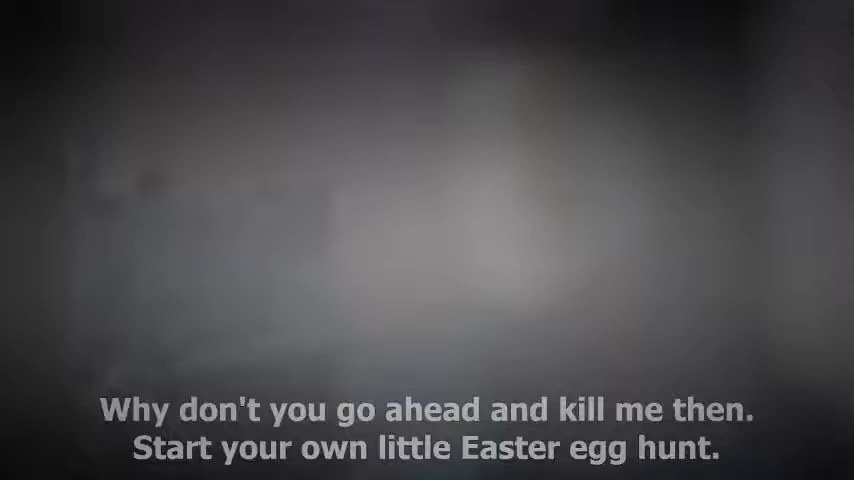 Why don't you go ahead and kill me then.
Start your own little Easter egg hunt.